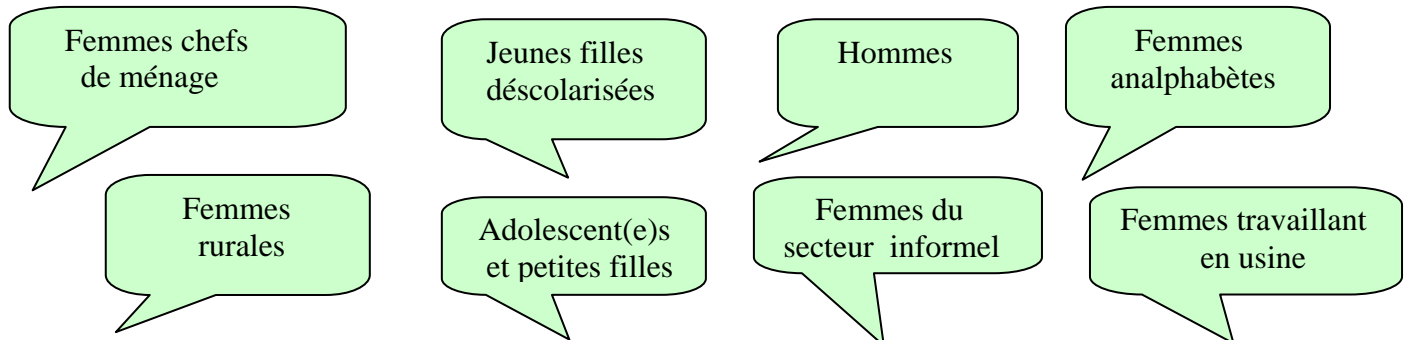 Femmes chefs
de ménage
Jeunes filles
déscolarisées
Hommes
Femmes
analphabètes
Femmes
rurales
Adolescent(e)s
et petites filles
Femmes du
secteur informel
Femmes travaillant
en usine